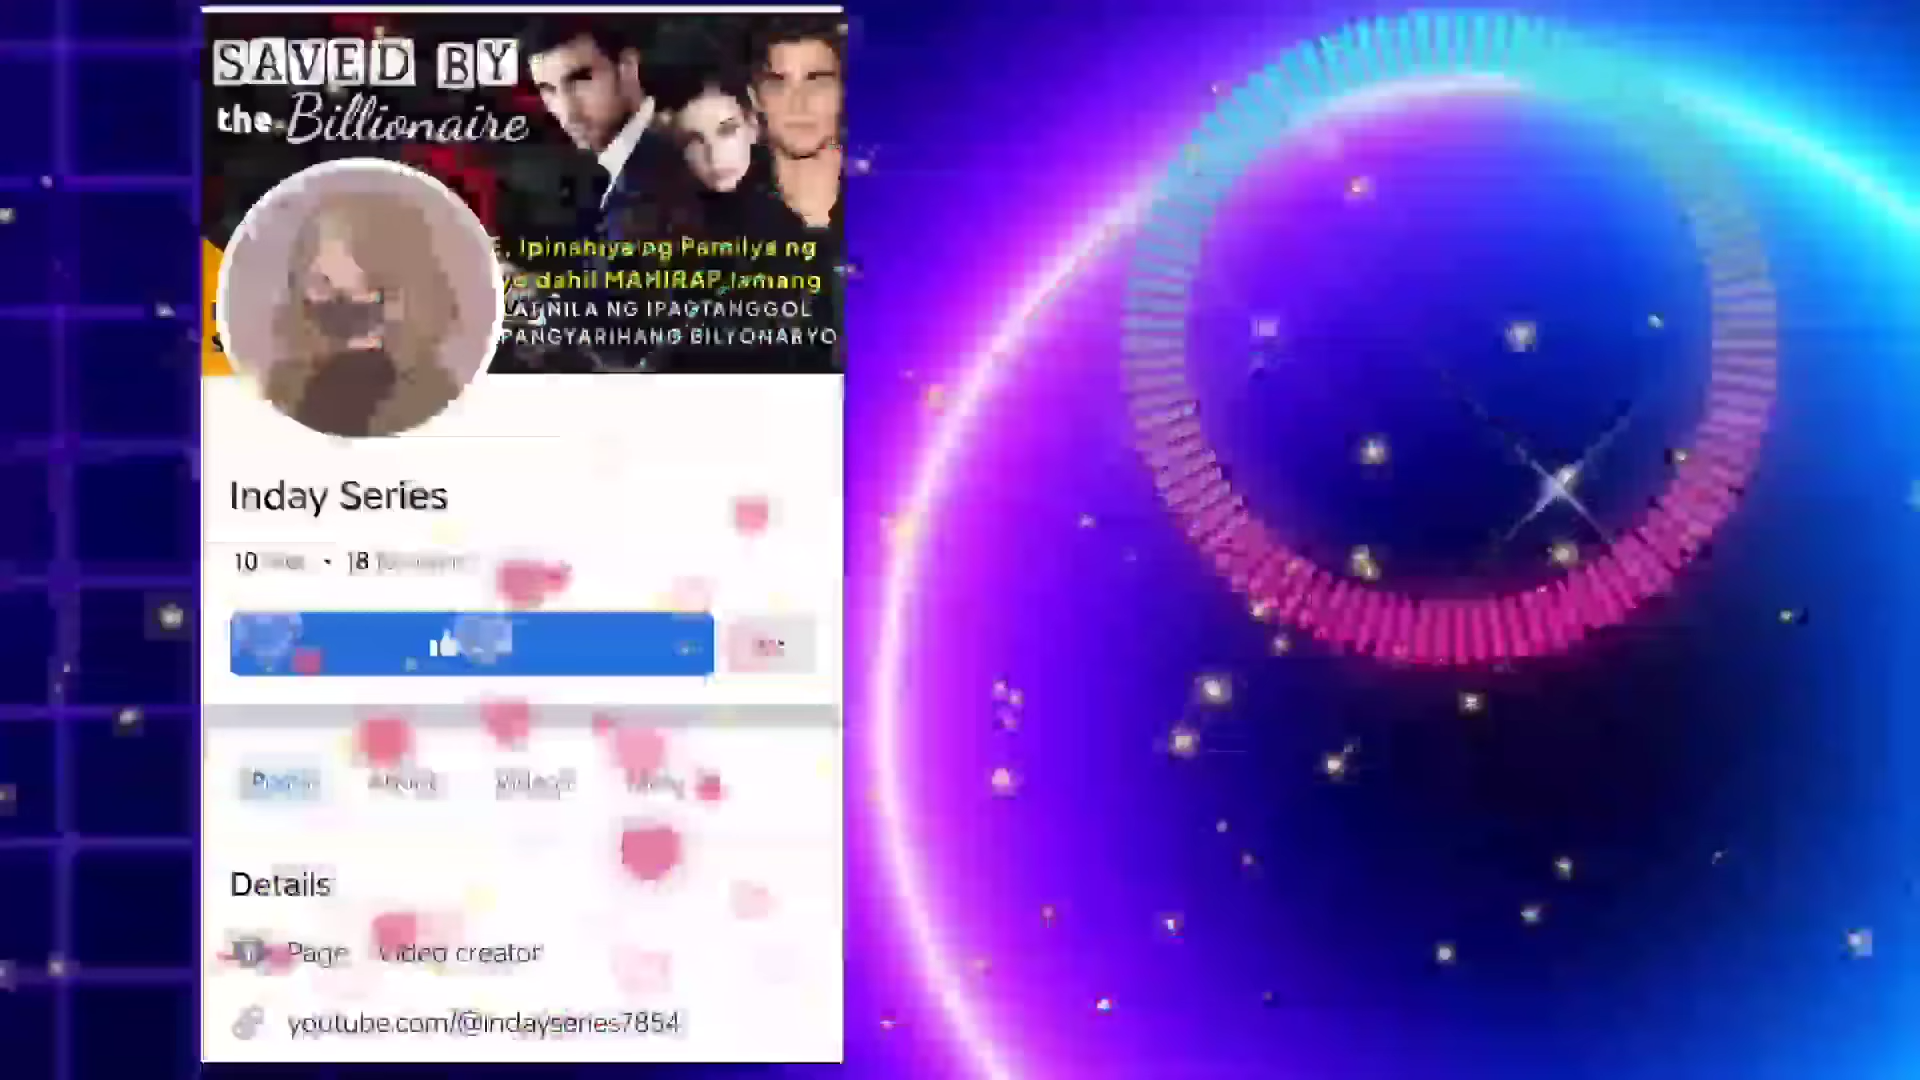 SAVED BY
the Billionaire
Ipinahiya ng Pamilya ng
dahil MAHIRAP lamang
NILA NG IPAGTANGGOL
PANGYARIHANG BILYONARYO
Inday Series
10 • 18
Details
Page Video creator
youtube.com/@indayseries7854